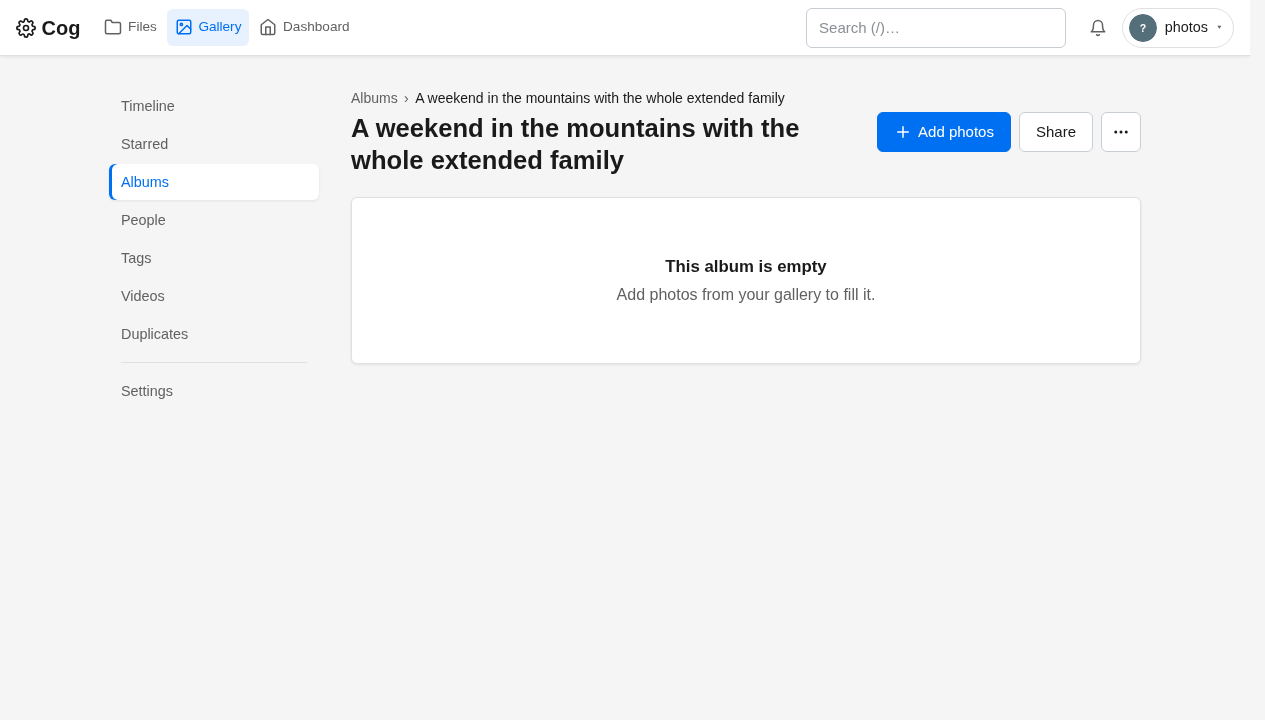 Cog
Files
Gallery
Dashboard
Search (/)…
?
photos
Timeline
Starred
Albums
People
Tags
Videos
Duplicates
Settings
Albums › A weekend in the mountains with the whole extended family
A weekend in the mountains with the
whole extended family
Add photos
Share
This album is empty
Add photos from your gallery to fill it.